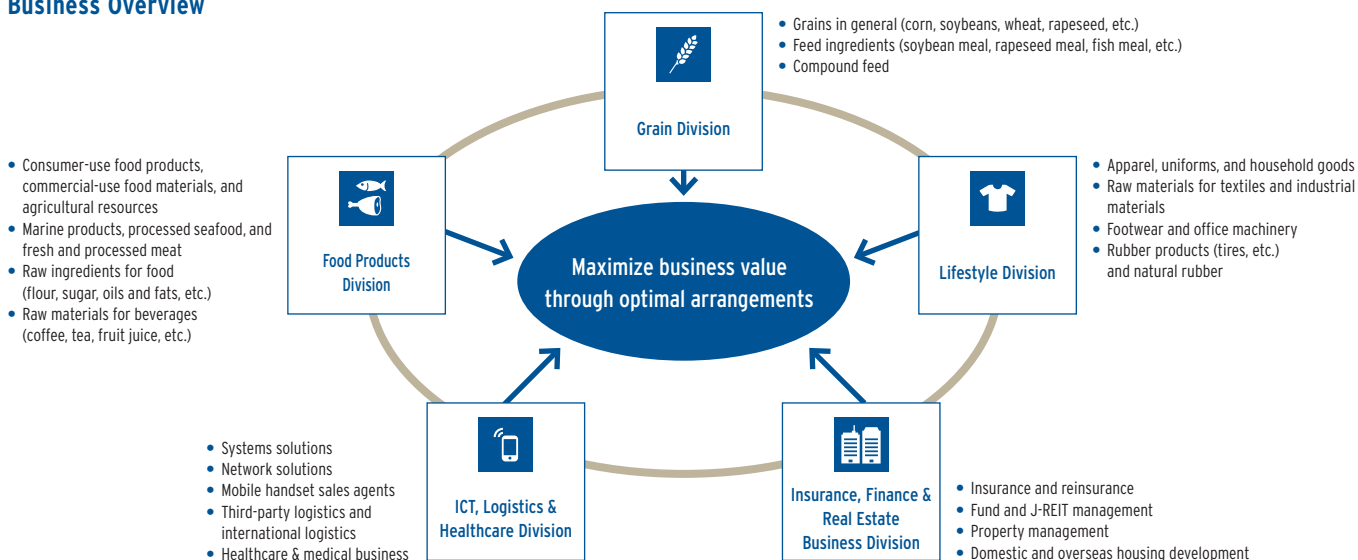 Business Overview
• Grains in general (corn, soybeans, wheat, rapeseed, etc.)
• Feed ingredients (soybean meal, rapeseed meal, fish meal, etc.)
• Compound feed
Grain Division
• Consumer-use food products,
commercial-use food materials, and
agricultural resources
• Marine products, processed seafood, and
fresh and processed meat
• Raw ingredients for food
(flour, sugar, oils and fats, etc.)
• Raw materials for beverages
(coffee, tea, fruit juice, etc.)
Food Products
Division
Maximize business value
through optimal arrangements
Lifestyle Division
• Apparel, uniforms, and household goods
• Raw materials for textiles and industrial
materials
• Footwear and office machinery
• Rubber products (tires, etc.)
and natural rubber
• Systems solutions
• Network solutions
• Mobile handset sales agents
• Third-party logistics and
international logistics
• Healthcare & medical business
ICT, Logistics &
Healthcare Division
Insurance, Finance &
Real Estate
Business Division
• Insurance and reinsurance
• Fund and J-REIT management
• Property management
• Domestic and overseas housing development